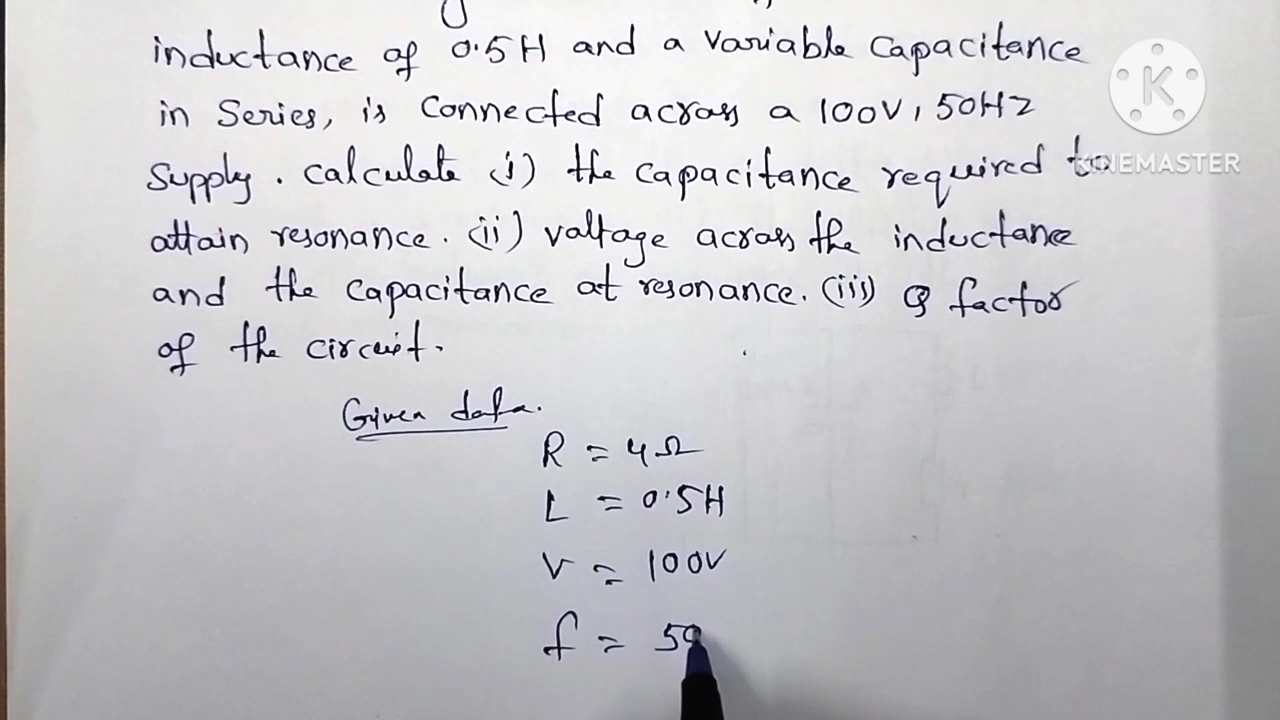 inductance of 0.5H and a variable capacitance
in series, is connected across a 100V, 50HZ
KINEMASTER
supply. calculate (i) the capacitance required to
attain resonance. (ii) voltage across the inductance
and the capacitance at resonance. (iii) Q factor
of the circuit.
Given data.
R = 4Ω
L = 0.5H
V = 100V
f = 50